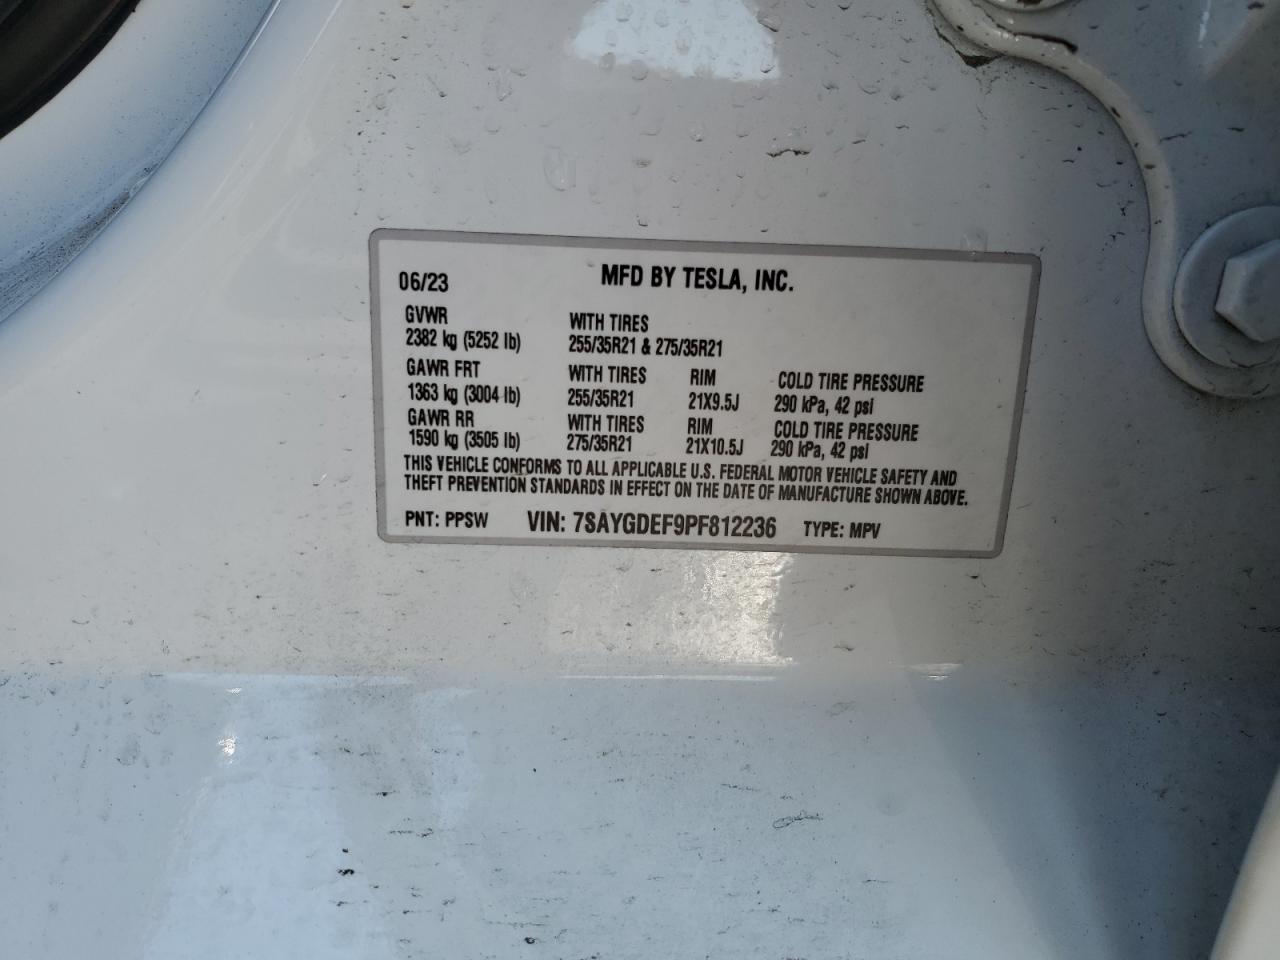 06/23 MFD BY TESLA, INC.
GVWR WITH TIRES
2382 kg (5252 lb) 255/35R21 & 275/35R21
GAWR FRT WITH TIRES RIM COLD TIRE PRESSURE
1363 kg (3004 lb) 255/35R21 21X9.5J 290 kPa, 42 psi
GAWR RR WITH TIRES RIM COLD TIRE PRESSURE
1590 kg (3505 lb) 275/35R21 21X10.5J 290 kPa, 42 psi
THIS VEHICLE CONFORMS TO ALL APPLICABLE U.S. FEDERAL MOTOR VEHICLE SAFETY AND
THEFT PREVENTION STANDARDS IN EFFECT ON THE DATE OF MANUFACTURE SHOWN ABOVE.
PNT: PPSW VIN: 7SAYGDEF9PF812236 TYPE: MPV